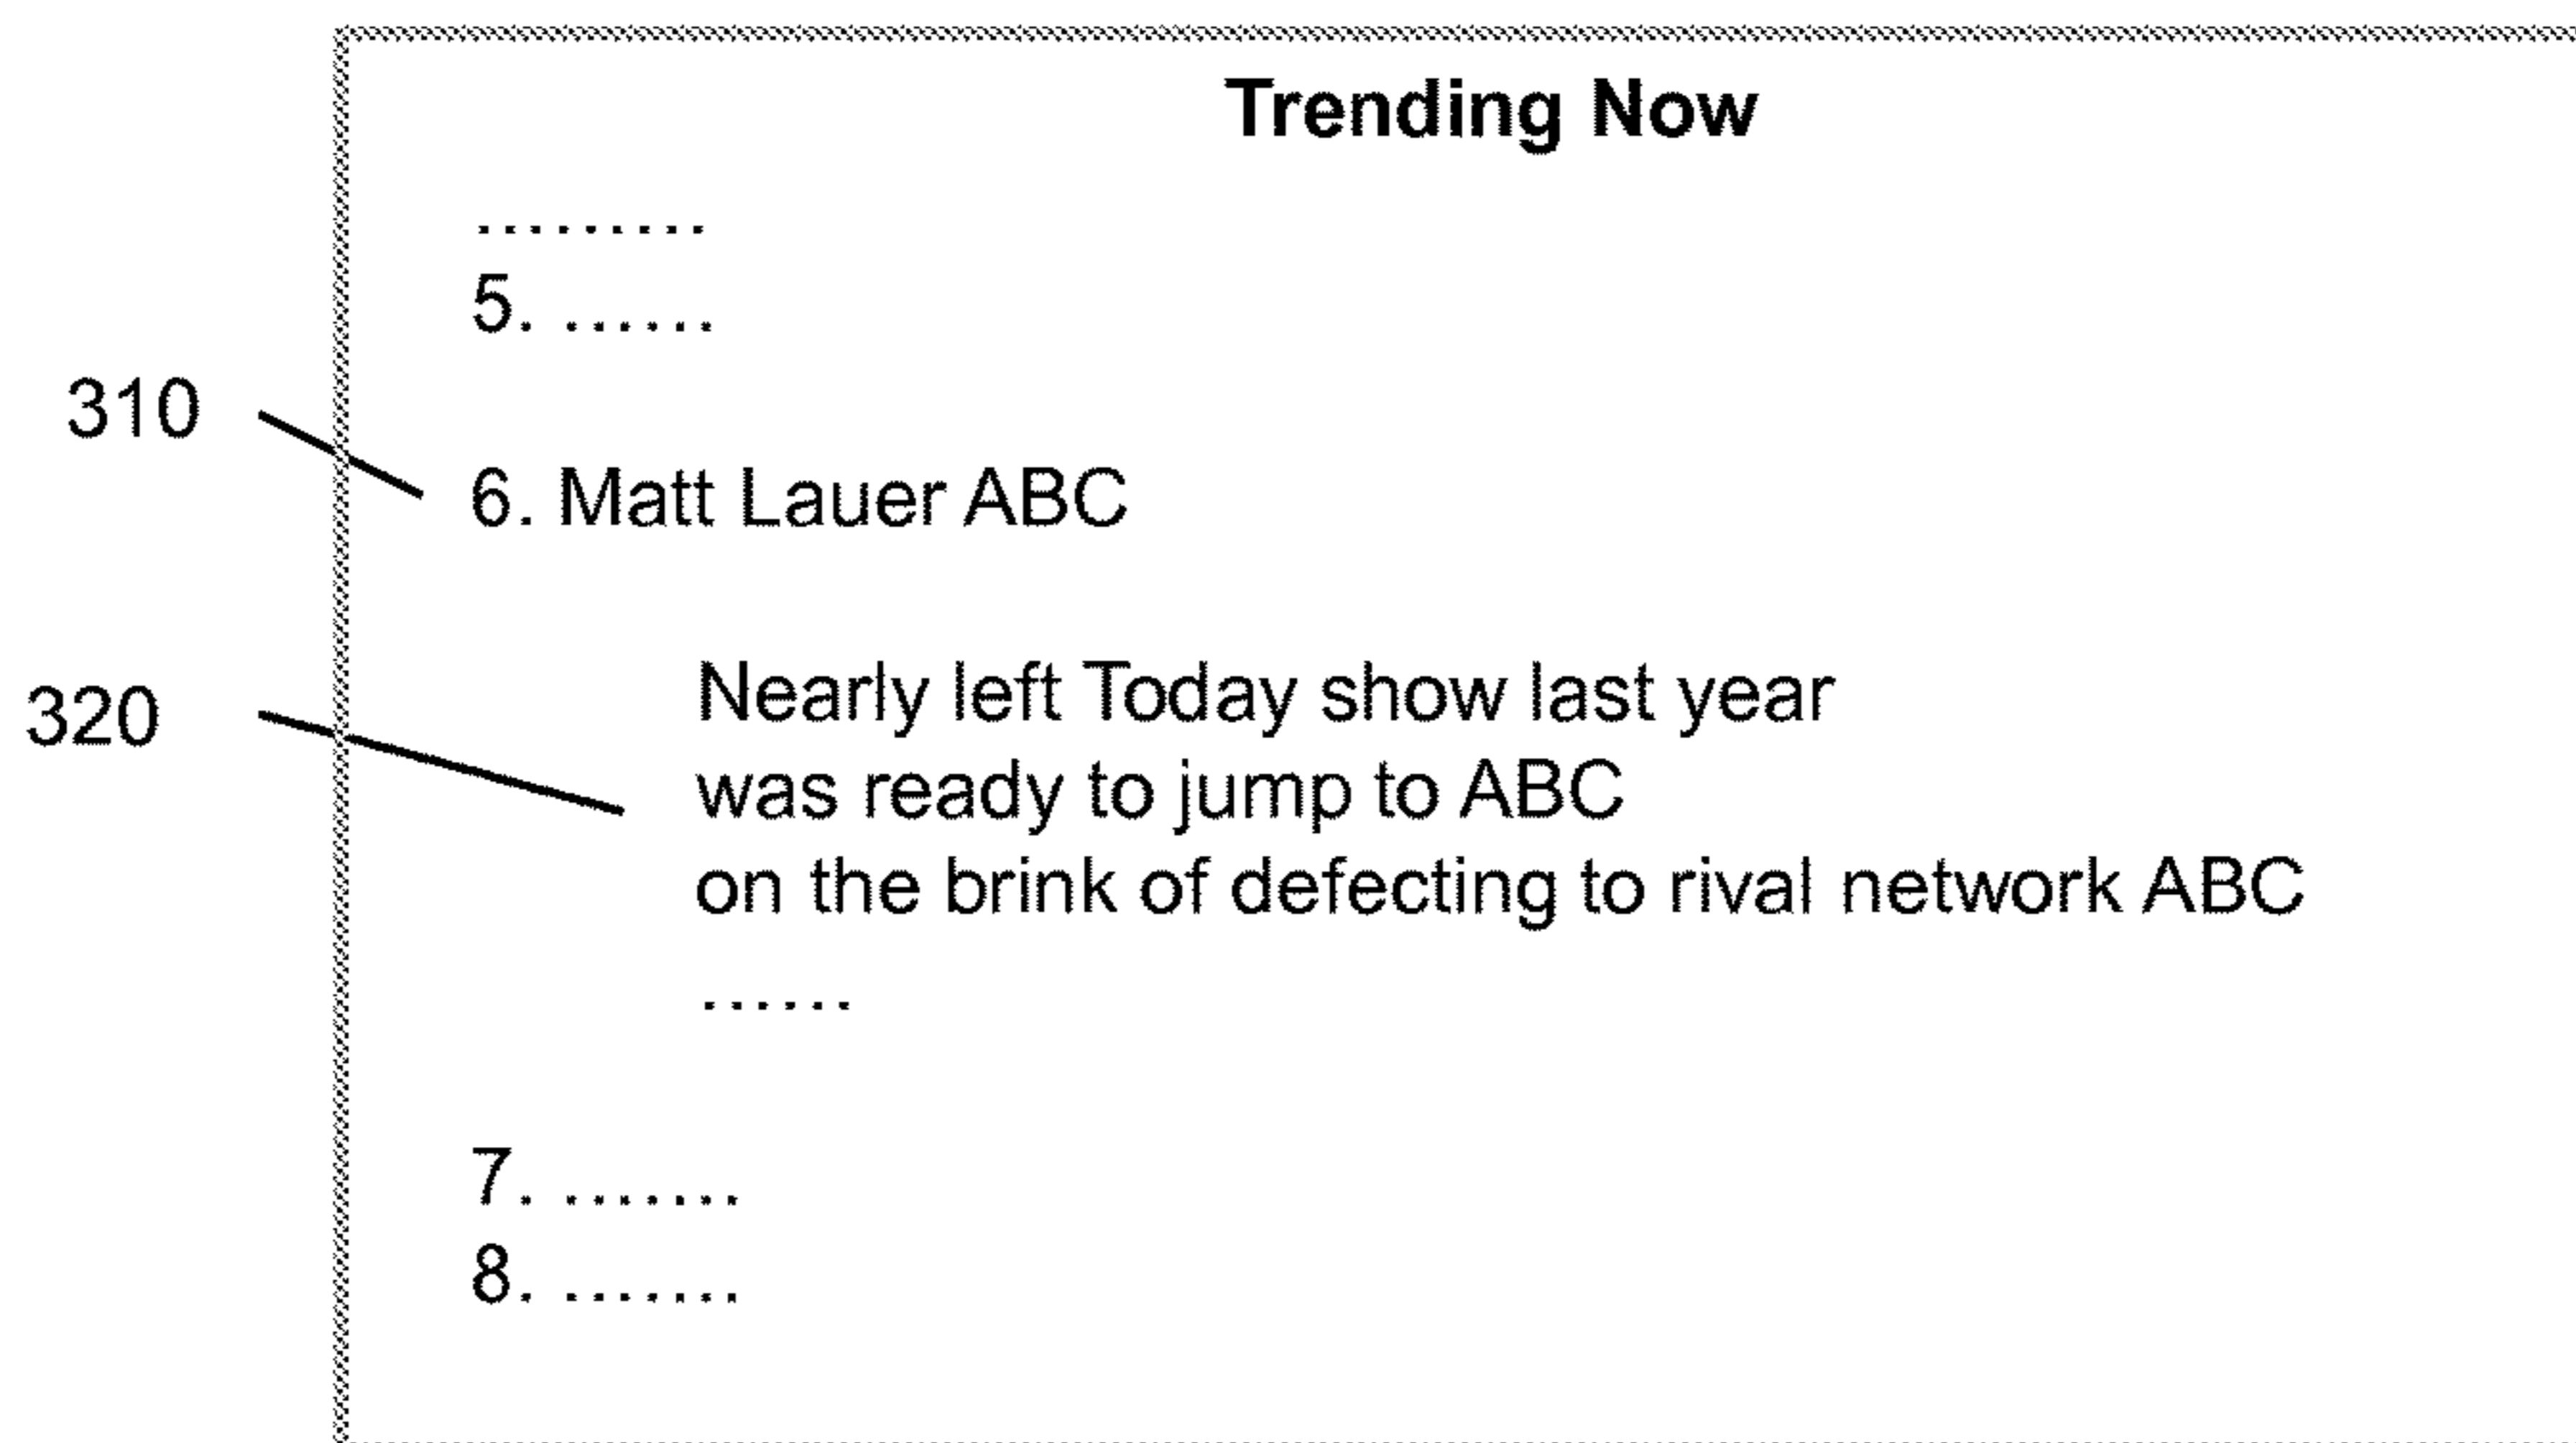 Trending Now
.........
5. ......
310
6. Matt Lauer ABC
320
Nearly left Today show last year
was ready to jump to ABC
on the brink of defecting to rival network ABC
......
7. .......
8. .......